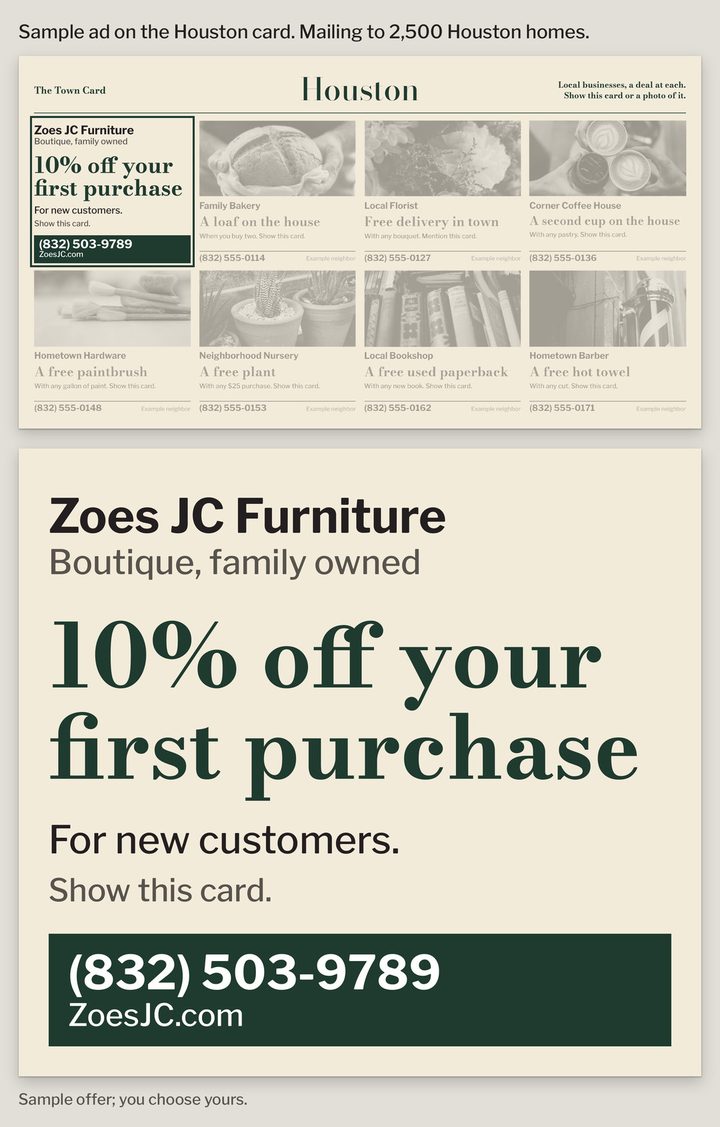 Sample ad on the Houston card. Mailing to 2,500 Houston homes.
The Town Card
Houston
Local businesses, a deal at each.
Show this card or a photo of it.
Zoes JC Furniture
Boutique, family owned
10% off your
first purchase
For new customers.
Show this card.
(832) 503-9789
ZoesJC.com
Family Bakery
A loaf on the house
When you buy two. Show this card.
(832) 555-0114
Example neighbor
Local Florist
Free delivery in town
With any bouquet. Mention this card.
(832) 555-0127
Example neighbor
Corner Coffee House
A second cup on the house
With any pastry. Show this card.
(832) 555-0136
Example neighbor
Hometown Hardware
A free paintbrush
With any gallon of paint. Show this card.
(832) 555-0148
Example neighbor
Neighborhood Nursery
A free plant
With any $25 purchase. Show this card.
(832) 555-0153
Example neighbor
Local Bookshop
A free used paperback
With any new book. Show this card.
(832) 555-0162
Example neighbor
Hometown Barber
A free hot towel
With any cut. Show this card.
(832) 555-0171
Example neighbor
Zoes JC Furniture
Boutique, family owned
10% off your
first purchase
For new customers.
Show this card.
(832) 503-9789
ZoesJC.com
Sample offer; you choose yours.